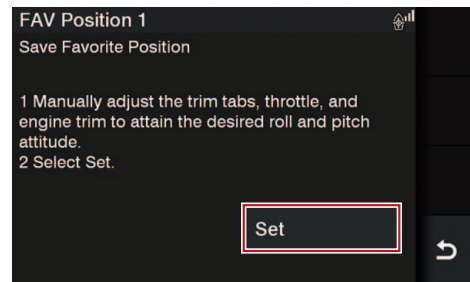 FAV Position 1
Save Favorite Position
1 Manually adjust the trim tabs, throttle, and
engine trim to attain the desired roll and pitch
attitude.
2 Select Set.
Set